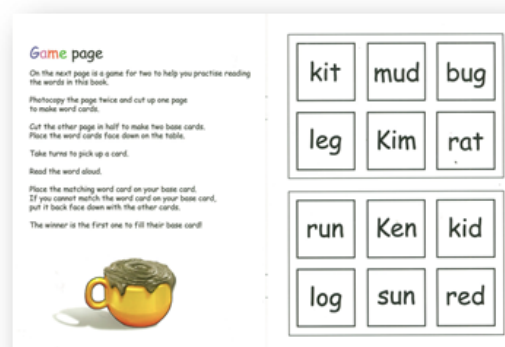 Game page
On the next page is a game for two to help you practise reading
the words in this book.
Photocopy the page twice and cut up one page
to make word cards.
Cut the other page in half to make two base cards.
Place the word cards face down on the table.
Take turns to pick up a card.
Read the word aloud.
Place the matching word card on your base card.
If you cannot match the word card on your base card,
put it back face down with the other cards.
The winner is the first one to fill their base card!
kit mud bug
leg Kim rat
run Ken kid
log sun red